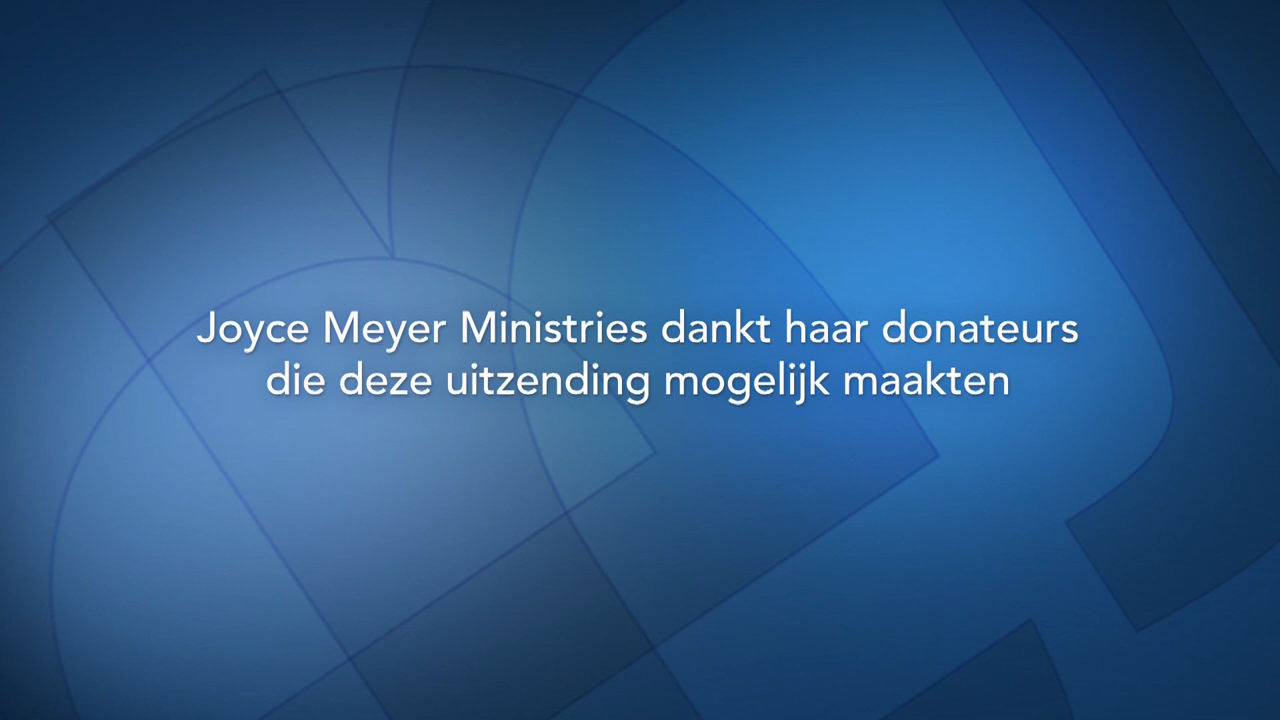 Joyce Meyer Ministries dankt haar donateurs
die deze uitzending mogelijk maakten